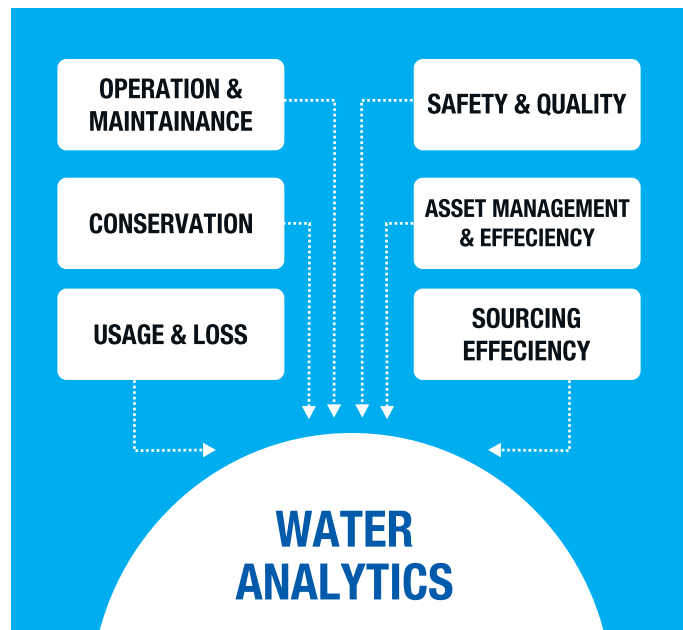 OPERATION &
MAINTAINANCE
SAFETY & QUALITY
CONSERVATION
ASSET MANAGEMENT
& EFFECIENCY
USAGE & LOSS
SOURCING
EFFECIENCY
WATER
ANALYTICS